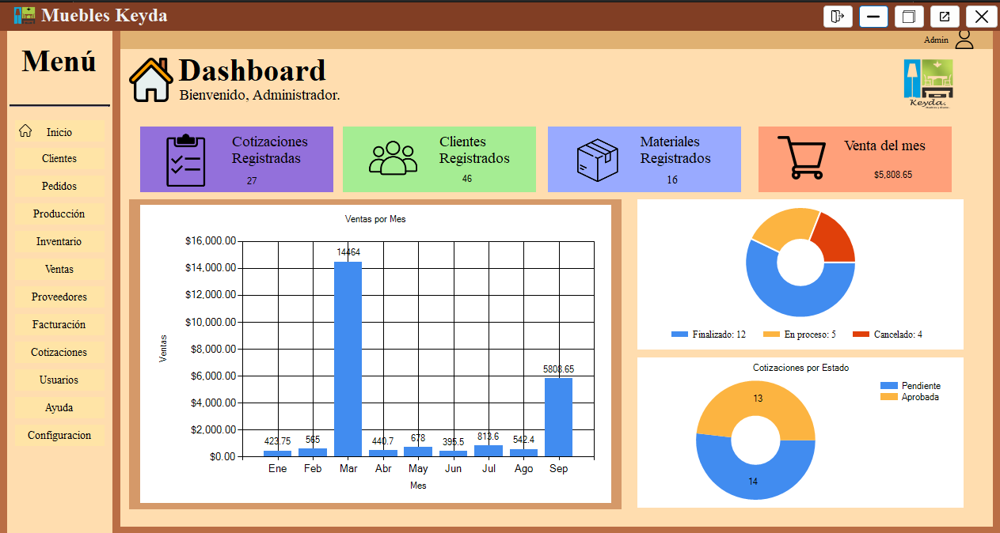 Muebles Keyda
Admin
Menú
Inicio
Clientes
Pedidos
Producción
Inventario
Ventas
Proveedores
Facturación
Cotizaciones
Usuarios
Ayuda
Configuracion
Dashboard
Bienvenido, Administrador.
Keyda.
Cotizaciones
Registradas
27
Clientes
Registrados
46
Materiales
Registrados
16
Venta del mes
$5,808.65
Ventas por Mes
Ventas
$16,000.00
$14,000.00
$12,000.00
$10,000.00
$8,000.00
$6,000.00
$4,000.00
$2,000.00
$0.00
423.75
565
14464
440.7
678
395.5
813.6
542.4
5808.65
Ene Feb Mar Abr May Jun Jul Ago Sep
Mes
Finalizado: 12 En proceso: 5 Cancelado: 4
Cotizaciones por Estado
Pendiente
Aprobada
13
14